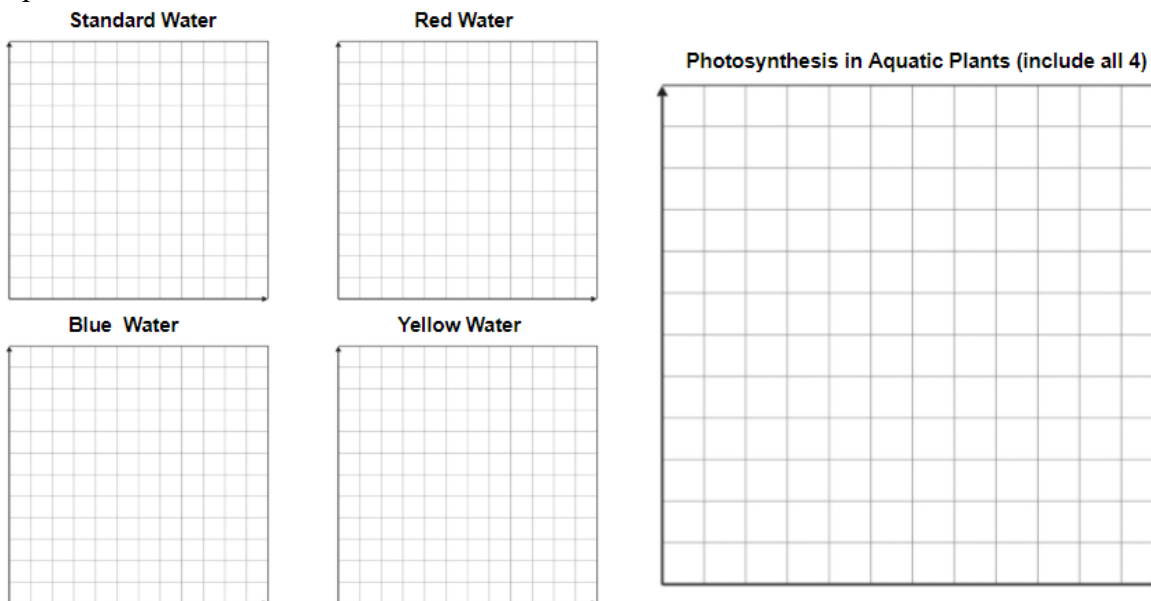 Standard Water
Red Water
Photosynthesis in Aquatic Plants (include all 4)
Blue Water
Yellow Water